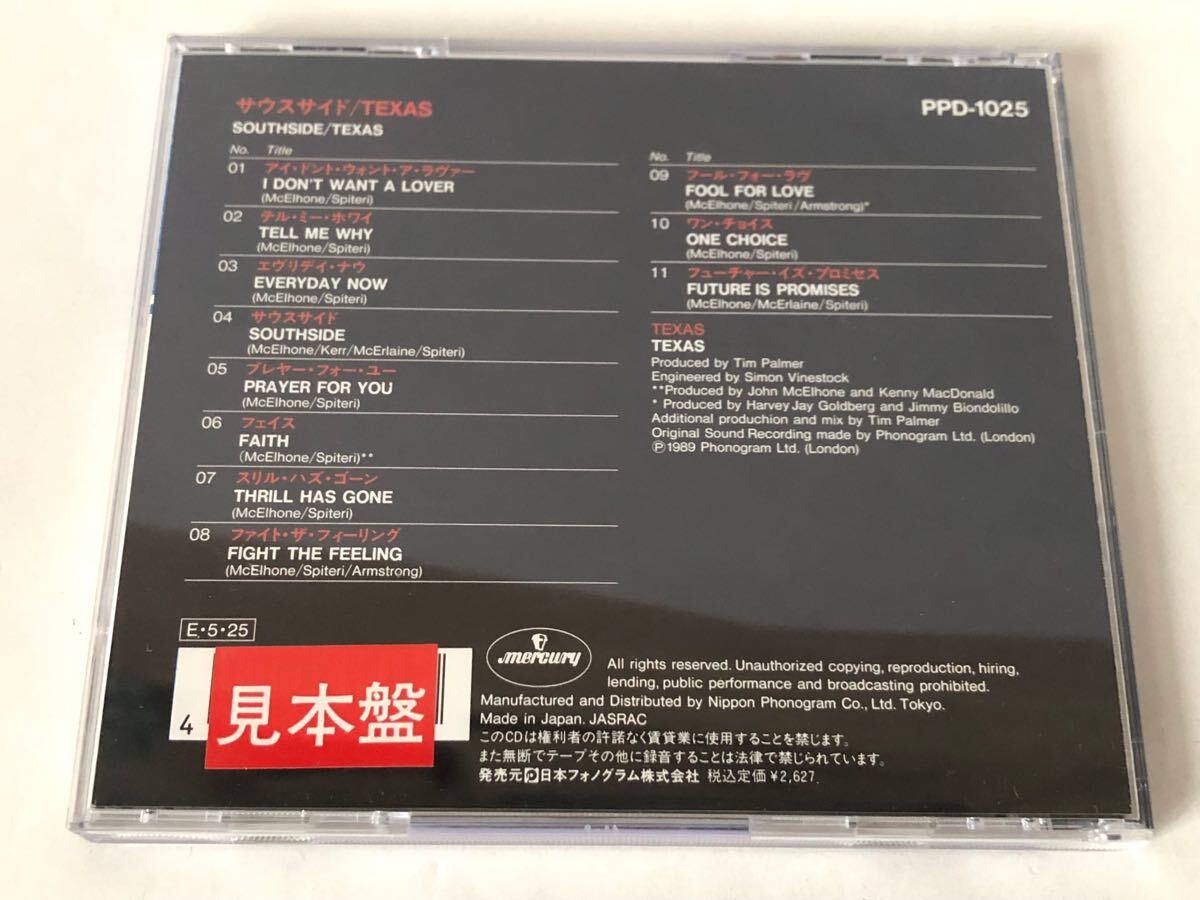 サウスサイド/TEXAS
SOUTHSIDE/TEXAS
PPD-1025
No. Title
01 アイ・ドント・ウォント・ア・ラヴァー
I DON'T WANT A LOVER
(McElhone/Spiteri)
02 テル・ミー・ホワイ
TELL ME WHY
(McElhone/Spiteri)
03 エヴリデイ・ナウ
EVERYDAY NOW
(McElhone/Spiteri)
04 サウスサイド
SOUTHSIDE
(McElhone/Kerr/McErlaine/Spiteri)
05 プレヤー・フォー・ユー
PRAYER FOR YOU
(McElhone/Spiteri)
06 フェイス
FAITH
(McElhone/Spiteri)**
07 スリル・ハズ・ゴーン
THRILL HAS GONE
(McElhone/Spiteri)
08 ファイト・ザ・フィーリング
FIGHT THE FEELING
(McElhone/Spiteri/Armstrong)
No. Title
09 フール・フォー・ラヴ
FOOL FOR LOVE
(McElhone/Spiteri/Armstrong)*
10 ワン・チョイス
ONE CHOICE
(McElhone/Spiteri)
11 フューチャー・イズ・プロミセス
FUTURE IS PROMISES
(McElhone/McErlaine/Spiteri)
TEXAS
TEXAS
Produced by Tim Palmer
Engineered by Simon Vinestock
**Produced by John McElhone and Kenny MacDonald
* Produced by Harvey Jay Goldberg and Jimmy Biondolillo
Additional produchion and mix by Tim Palmer
Original Sound Recording made by Phonogram Ltd. (London)
Ⓟ1989 Phonogram Ltd. (London)
E・5・25
4
見本盤
mercury
All rights reserved. Unauthorized copying, reproduction, hiring,
lending, public performance and broadcasting prohibited.
Manufactured and Distributed by Nippon Phonogram Co., Ltd. Tokyo.
Made in Japan. JASRAC
このCDは権利者の許諾なく賃貸業に使用することを禁じます。
また無断でテープその他に録音することは法律で禁じられています。
発売元 日本フォノグラム株式会社 税込定価¥2,627.